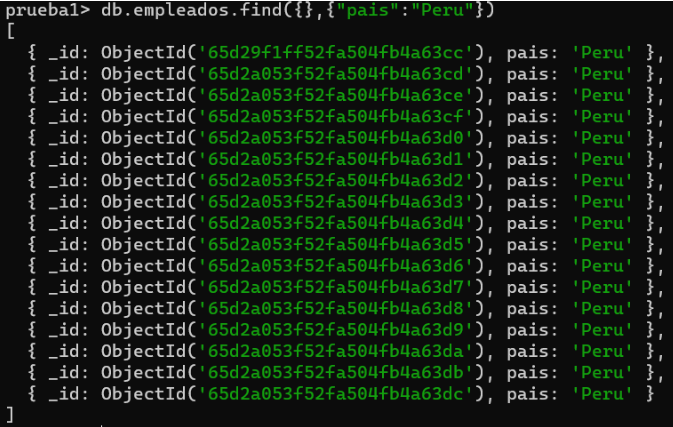 prueba1> db.empleados.find({},{"pais":"Peru"})
[
  { _id: ObjectId('65d29f1ff52fa504fb4a63cc'), pais: 'Peru' },
  { _id: ObjectId('65d2a053f52fa504fb4a63cd'), pais: 'Peru' },
  { _id: ObjectId('65d2a053f52fa504fb4a63ce'), pais: 'Peru' },
  { _id: ObjectId('65d2a053f52fa504fb4a63cf'), pais: 'Peru' },
  { _id: ObjectId('65d2a053f52fa504fb4a63d0'), pais: 'Peru' },
  { _id: ObjectId('65d2a053f52fa504fb4a63d1'), pais: 'Peru' },
  { _id: ObjectId('65d2a053f52fa504fb4a63d2'), pais: 'Peru' },
  { _id: ObjectId('65d2a053f52fa504fb4a63d3'), pais: 'Peru' },
  { _id: ObjectId('65d2a053f52fa504fb4a63d4'), pais: 'Peru' },
  { _id: ObjectId('65d2a053f52fa504fb4a63d5'), pais: 'Peru' },
  { _id: ObjectId('65d2a053f52fa504fb4a63d6'), pais: 'Peru' },
  { _id: ObjectId('65d2a053f52fa504fb4a63d7'), pais: 'Peru' },
  { _id: ObjectId('65d2a053f52fa504fb4a63d8'), pais: 'Peru' },
  { _id: ObjectId('65d2a053f52fa504fb4a63d9'), pais: 'Peru' },
  { _id: ObjectId('65d2a053f52fa504fb4a63da'), pais: 'Peru' },
  { _id: ObjectId('65d2a053f52fa504fb4a63db'), pais: 'Peru' },
  { _id: ObjectId('65d2a053f52fa504fb4a63dc'), pais: 'Peru' }
]